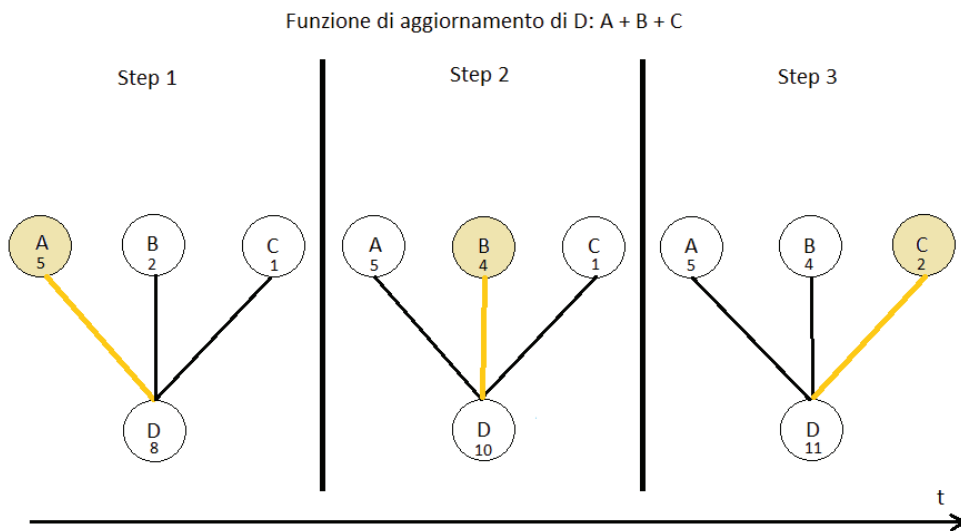 Funzione di aggiornamento di D: A + B + C
Step 1
Step 2
Step 3
A
5
B
2
C
1
D
8
A
5
B
4
C
1
D
10
A
5
B
4
C
2
D
11
t